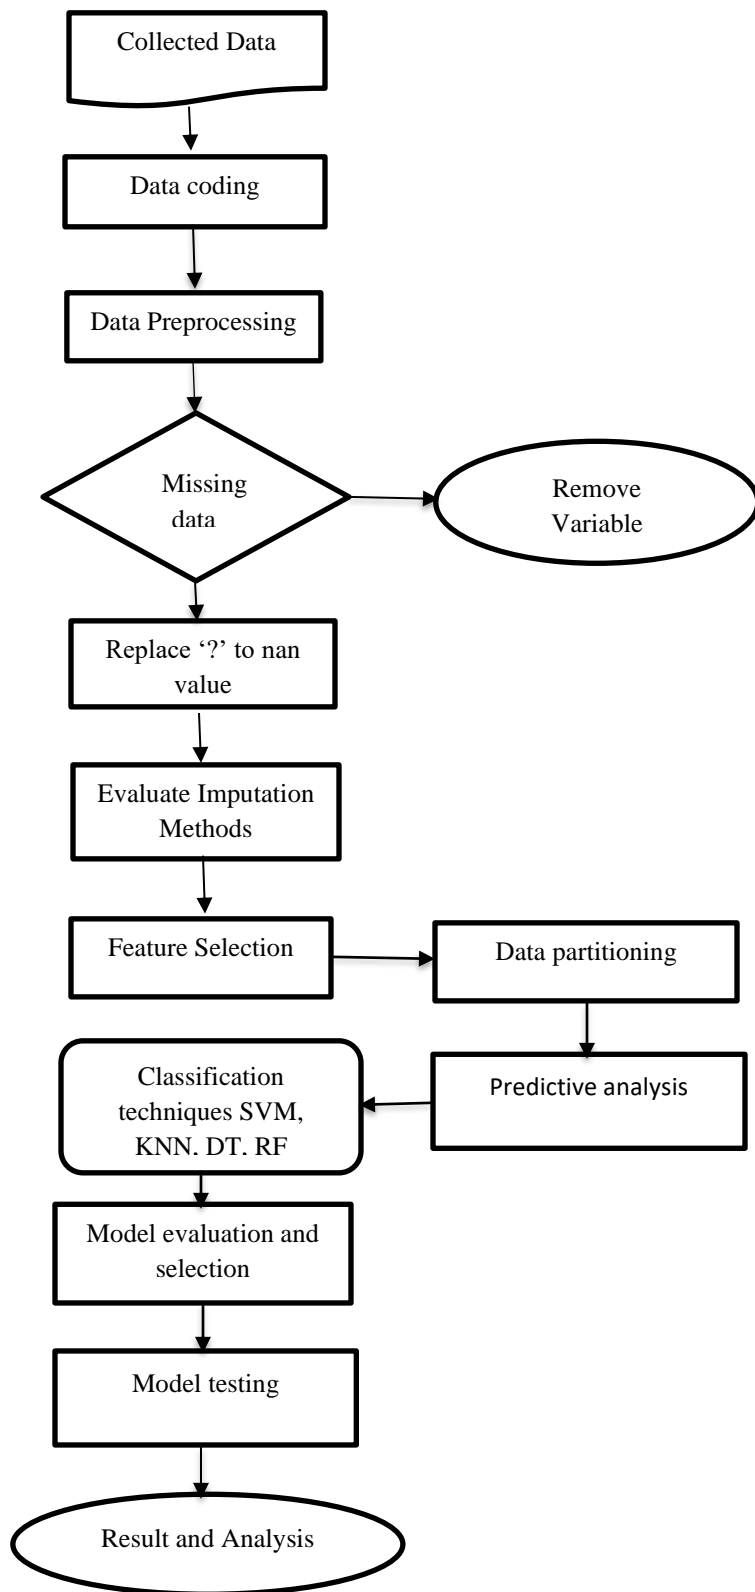 Collected Data
Data coding
Data Preprocessing
Missing
data
Remove
Variable
Replace ‘?’ to nan
value
Evaluate Imputation
Methods
Feature Selection
Data partitioning
Predictive analysis
Classification
techniques SVM,
KNN, DT, RF
Model evaluation and
selection
Model testing
Result and Analysis